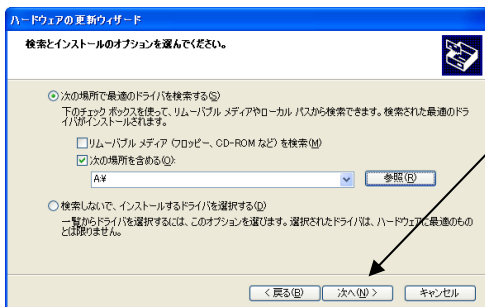 ハードウェアの更新ウィザード
検索とインストールのオプションを選んでください。
次の場所で最適のドライバを検索する(S)
下のチェック ボックスを使って、リムーバブル メディアやローカル パスから検索できます。検索された最適のドラ
イバがインストールされます。
リムーバブル メディア (フロッピー、CD-ROM など) を検索(M)
次の場所を含める(O):
A:¥
参照(R)
検索しないで、インストールするドライバを選択する(D)
一覧からドライバを選択するには、このオプションを選びます。選択されたドライバは、ハードウェアに最適のもの
とは限りません。
< 戻る(B)
次へ(N) >
キャンセル